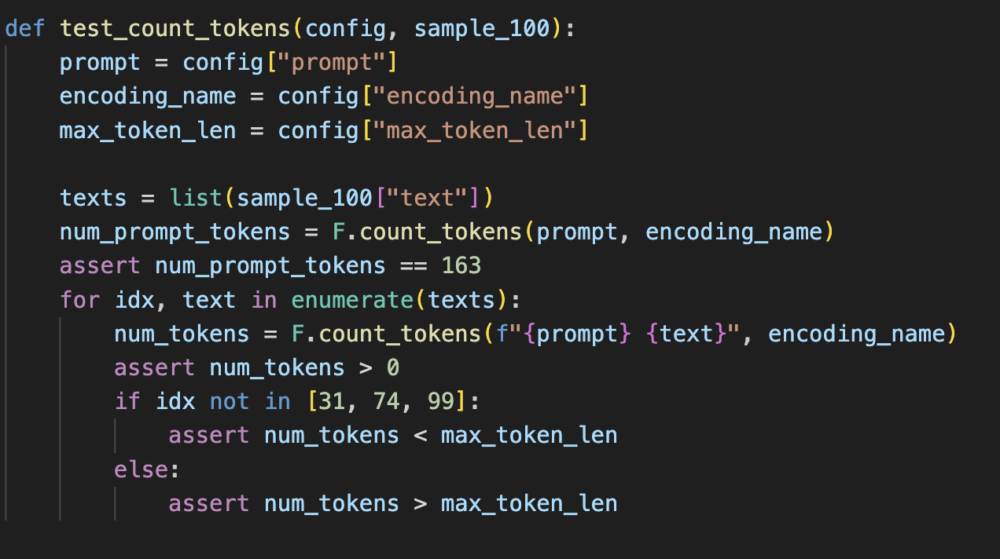 def test_count_tokens(config, sample_100):
    prompt = config["prompt"]
    encoding_name = config["encoding_name"]
    max_token_len = config["max_token_len"]

    texts = list(sample_100["text"])
    num_prompt_tokens = F.count_tokens(prompt, encoding_name)
    assert num_prompt_tokens == 163
    for idx, text in enumerate(texts):
        num_tokens = F.count_tokens(f"{prompt} {text}", encoding_name)
        assert num_tokens > 0
        if idx not in [31, 74, 99]:
            assert num_tokens < max_token_len
        else:
            assert num_tokens > max_token_len